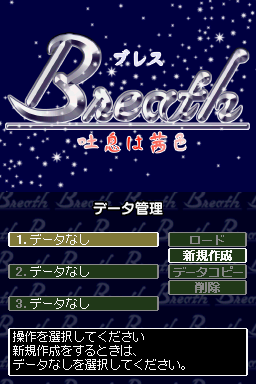 ブレス
Breath
吐息は茜色
データ管理
1.データなし
ロード
新規作成
2.データなし
データコピー
削除
3.データなし
操作を選択してください
新規作成をするときは、
データなしを選択してください。